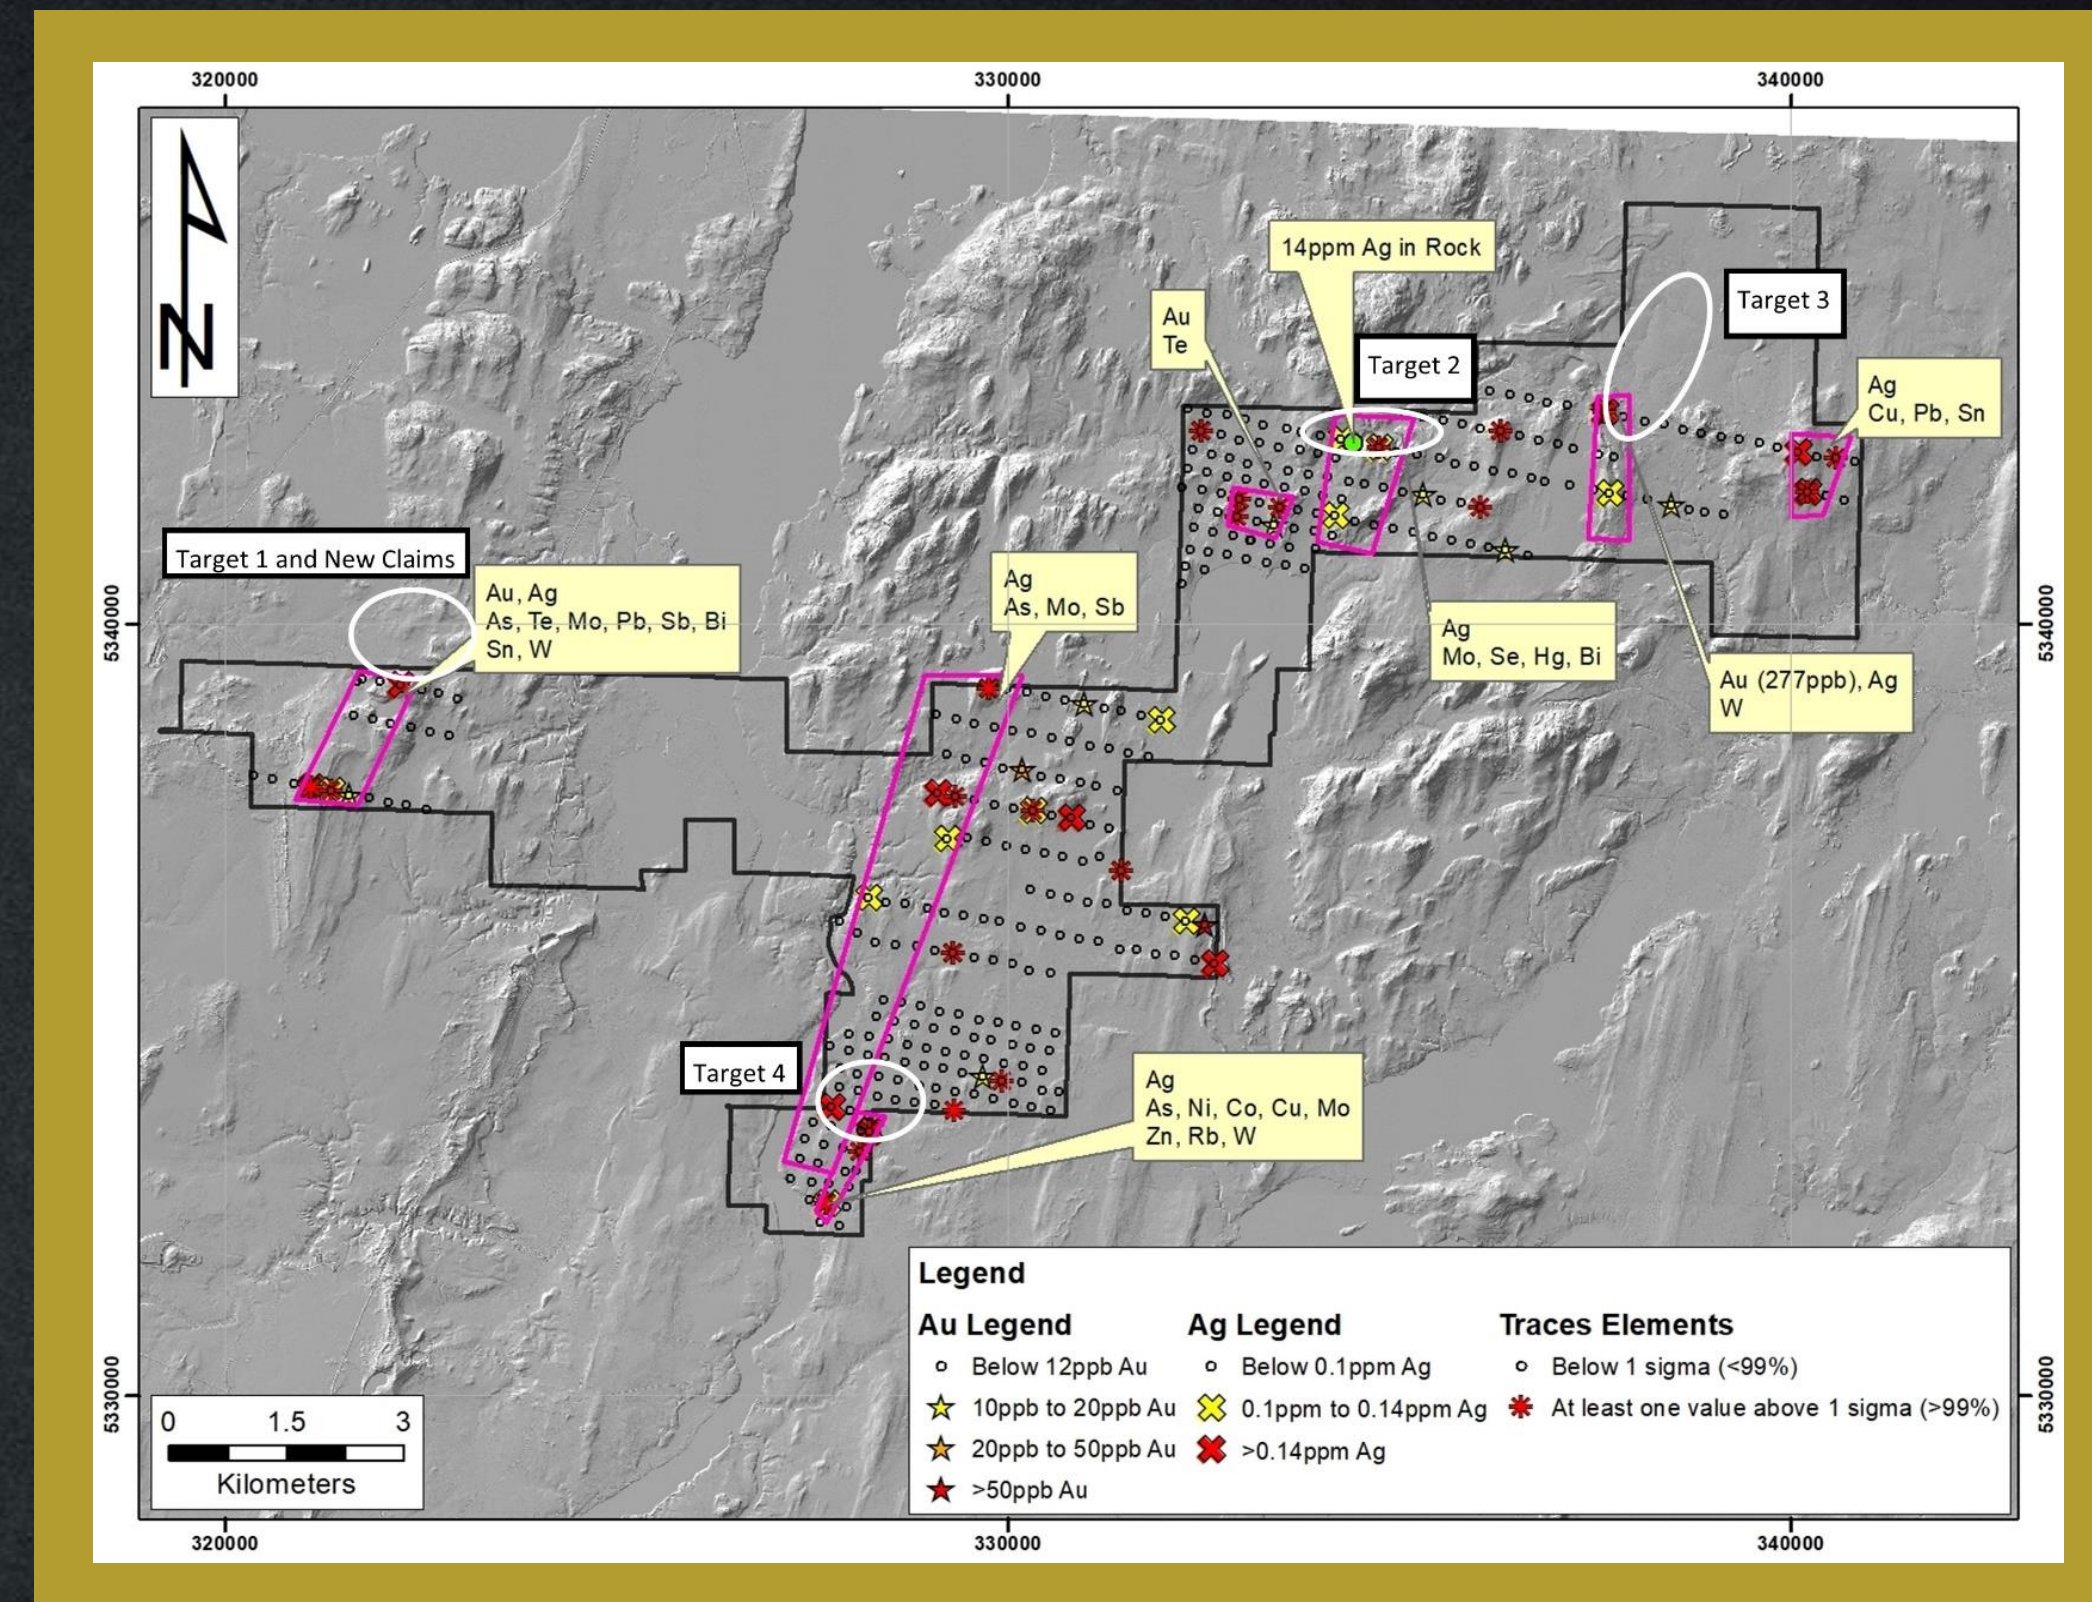 320000
330000
340000
N
14ppm Ag in Rock
Target 3
Au
Te
Target 2
Ag
Cu, Pb, Sn
Target 1 and New Claims
Au, Ag
As, Te, Mo, Pb, Sb, Bi
Sn, W
Ag
As, Mo, Sb
5340000
5340000
Ag
Mo, Se, Hg, Bi
Au (277ppb), Ag
W
Target 4
Ag
As, Ni, Co, Cu, Mo
Zn, Rb, W
5330000
5330000
0 1.5 3
Kilometers
Legend
Au Legend
Below 12ppb Au
10ppb to 20ppb Au
20ppb to 50ppb Au
>50ppb Au
Ag Legend
Below 0.1ppm Ag
0.1ppm to 0.14ppm Ag
>0.14ppm Ag
Traces Elements
Below 1 sigma (<99%)
At least one value above 1 sigma (>99%)
320000
330000
340000